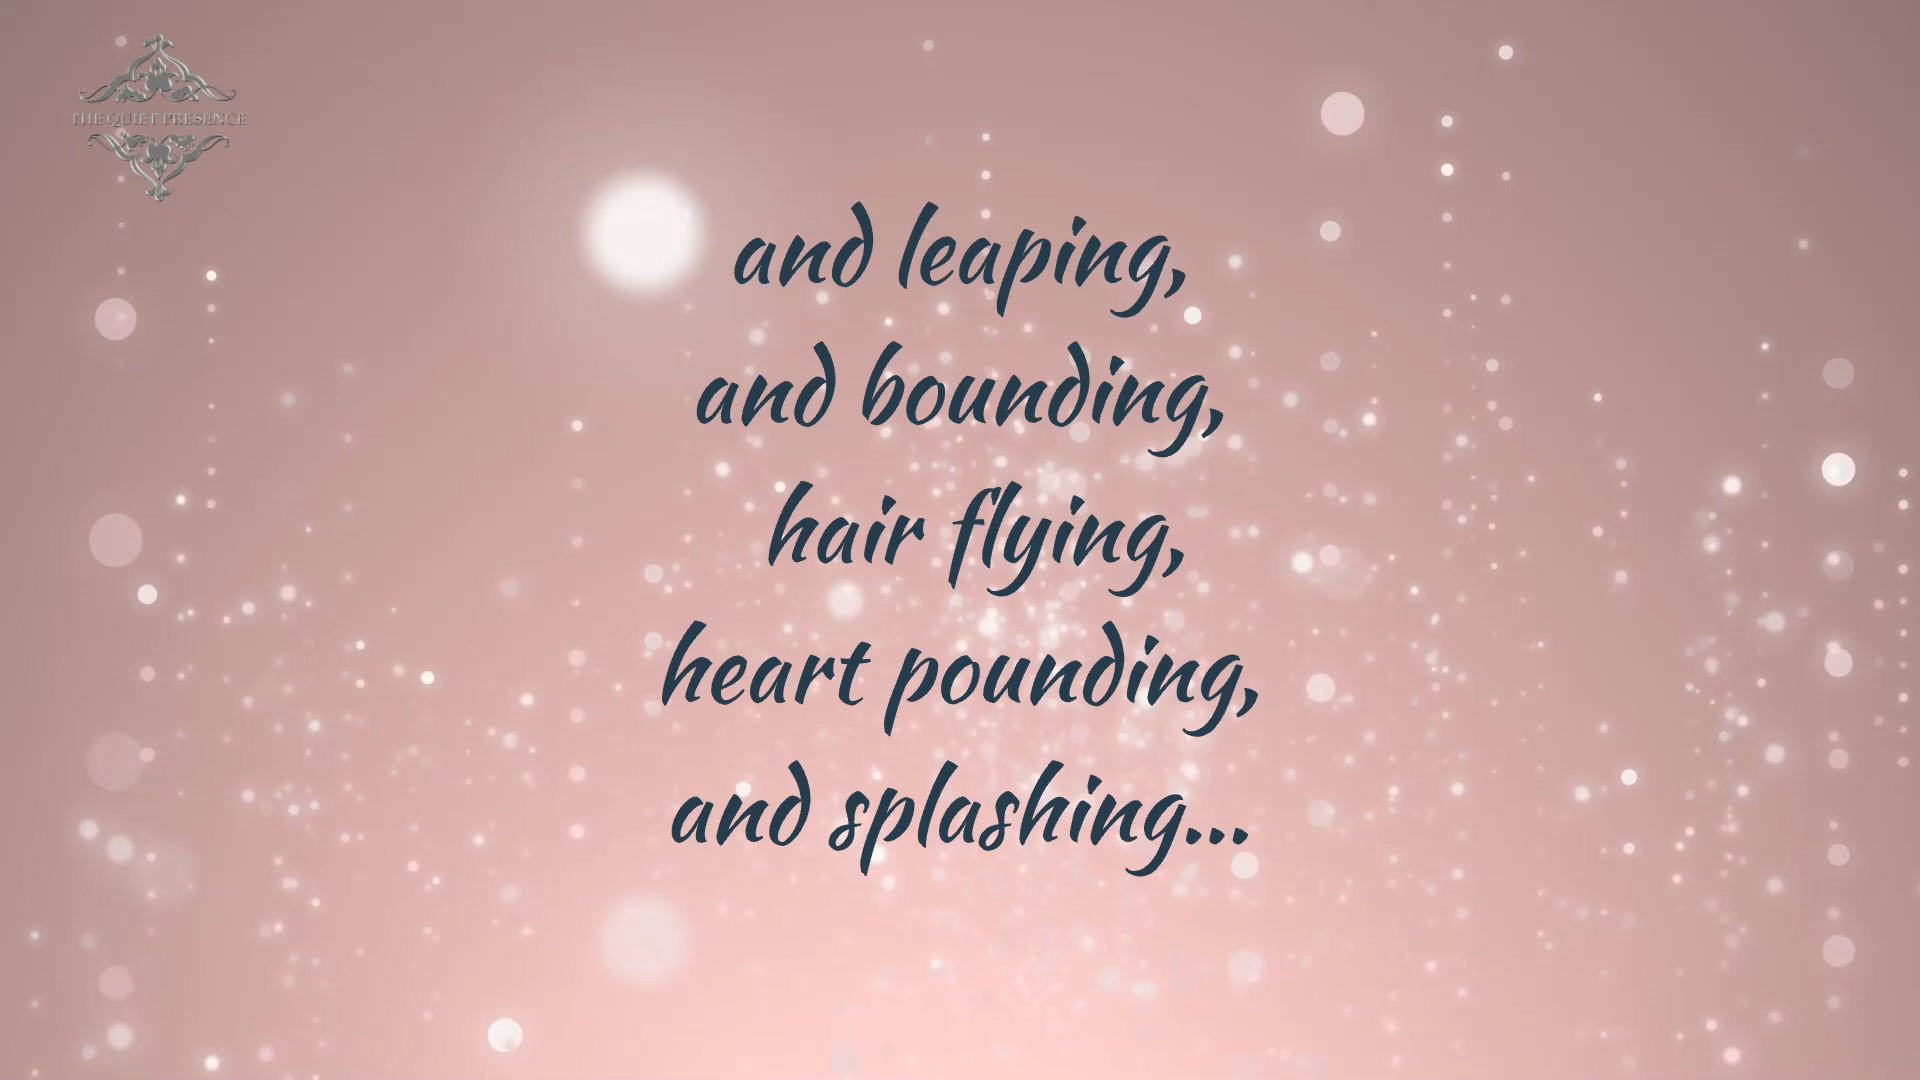 THE QUIET PRESENCE
and leaping,
and bounding,
hair flying,
heart pounding,
and splashing...